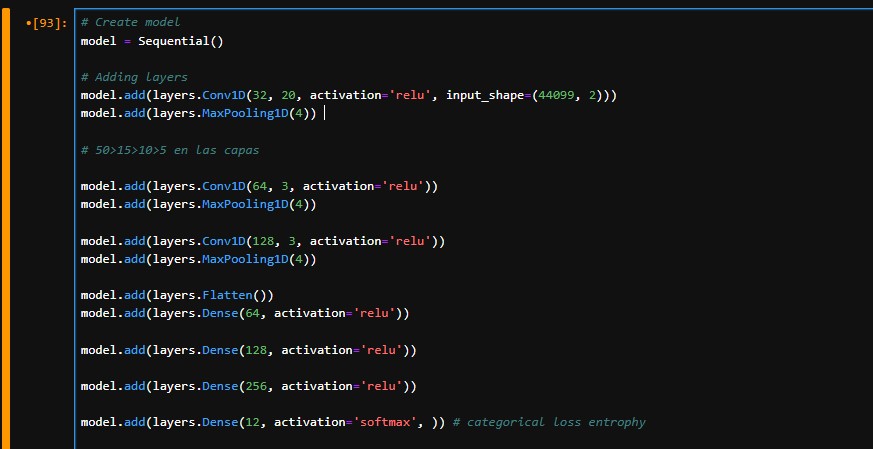 •[93]: # Create model
model = Sequential()
# Adding layers
model.add(layers.Conv1D(32, 20, activation='relu', input_shape=(44099, 2)))
model.add(layers.MaxPooling1D(4))
# 50>15>10>5 en las capas
model.add(layers.Conv1D(64, 3, activation='relu'))
model.add(layers.MaxPooling1D(4))
model.add(layers.Conv1D(128, 3, activation='relu'))
model.add(layers.MaxPooling1D(4))
model.add(layers.Flatten())
model.add(layers.Dense(64, activation='relu'))
model.add(layers.Dense(128, activation='relu'))
model.add(layers.Dense(256, activation='relu'))
model.add(layers.Dense(12, activation='softmax', )) # categorical loss entrophy